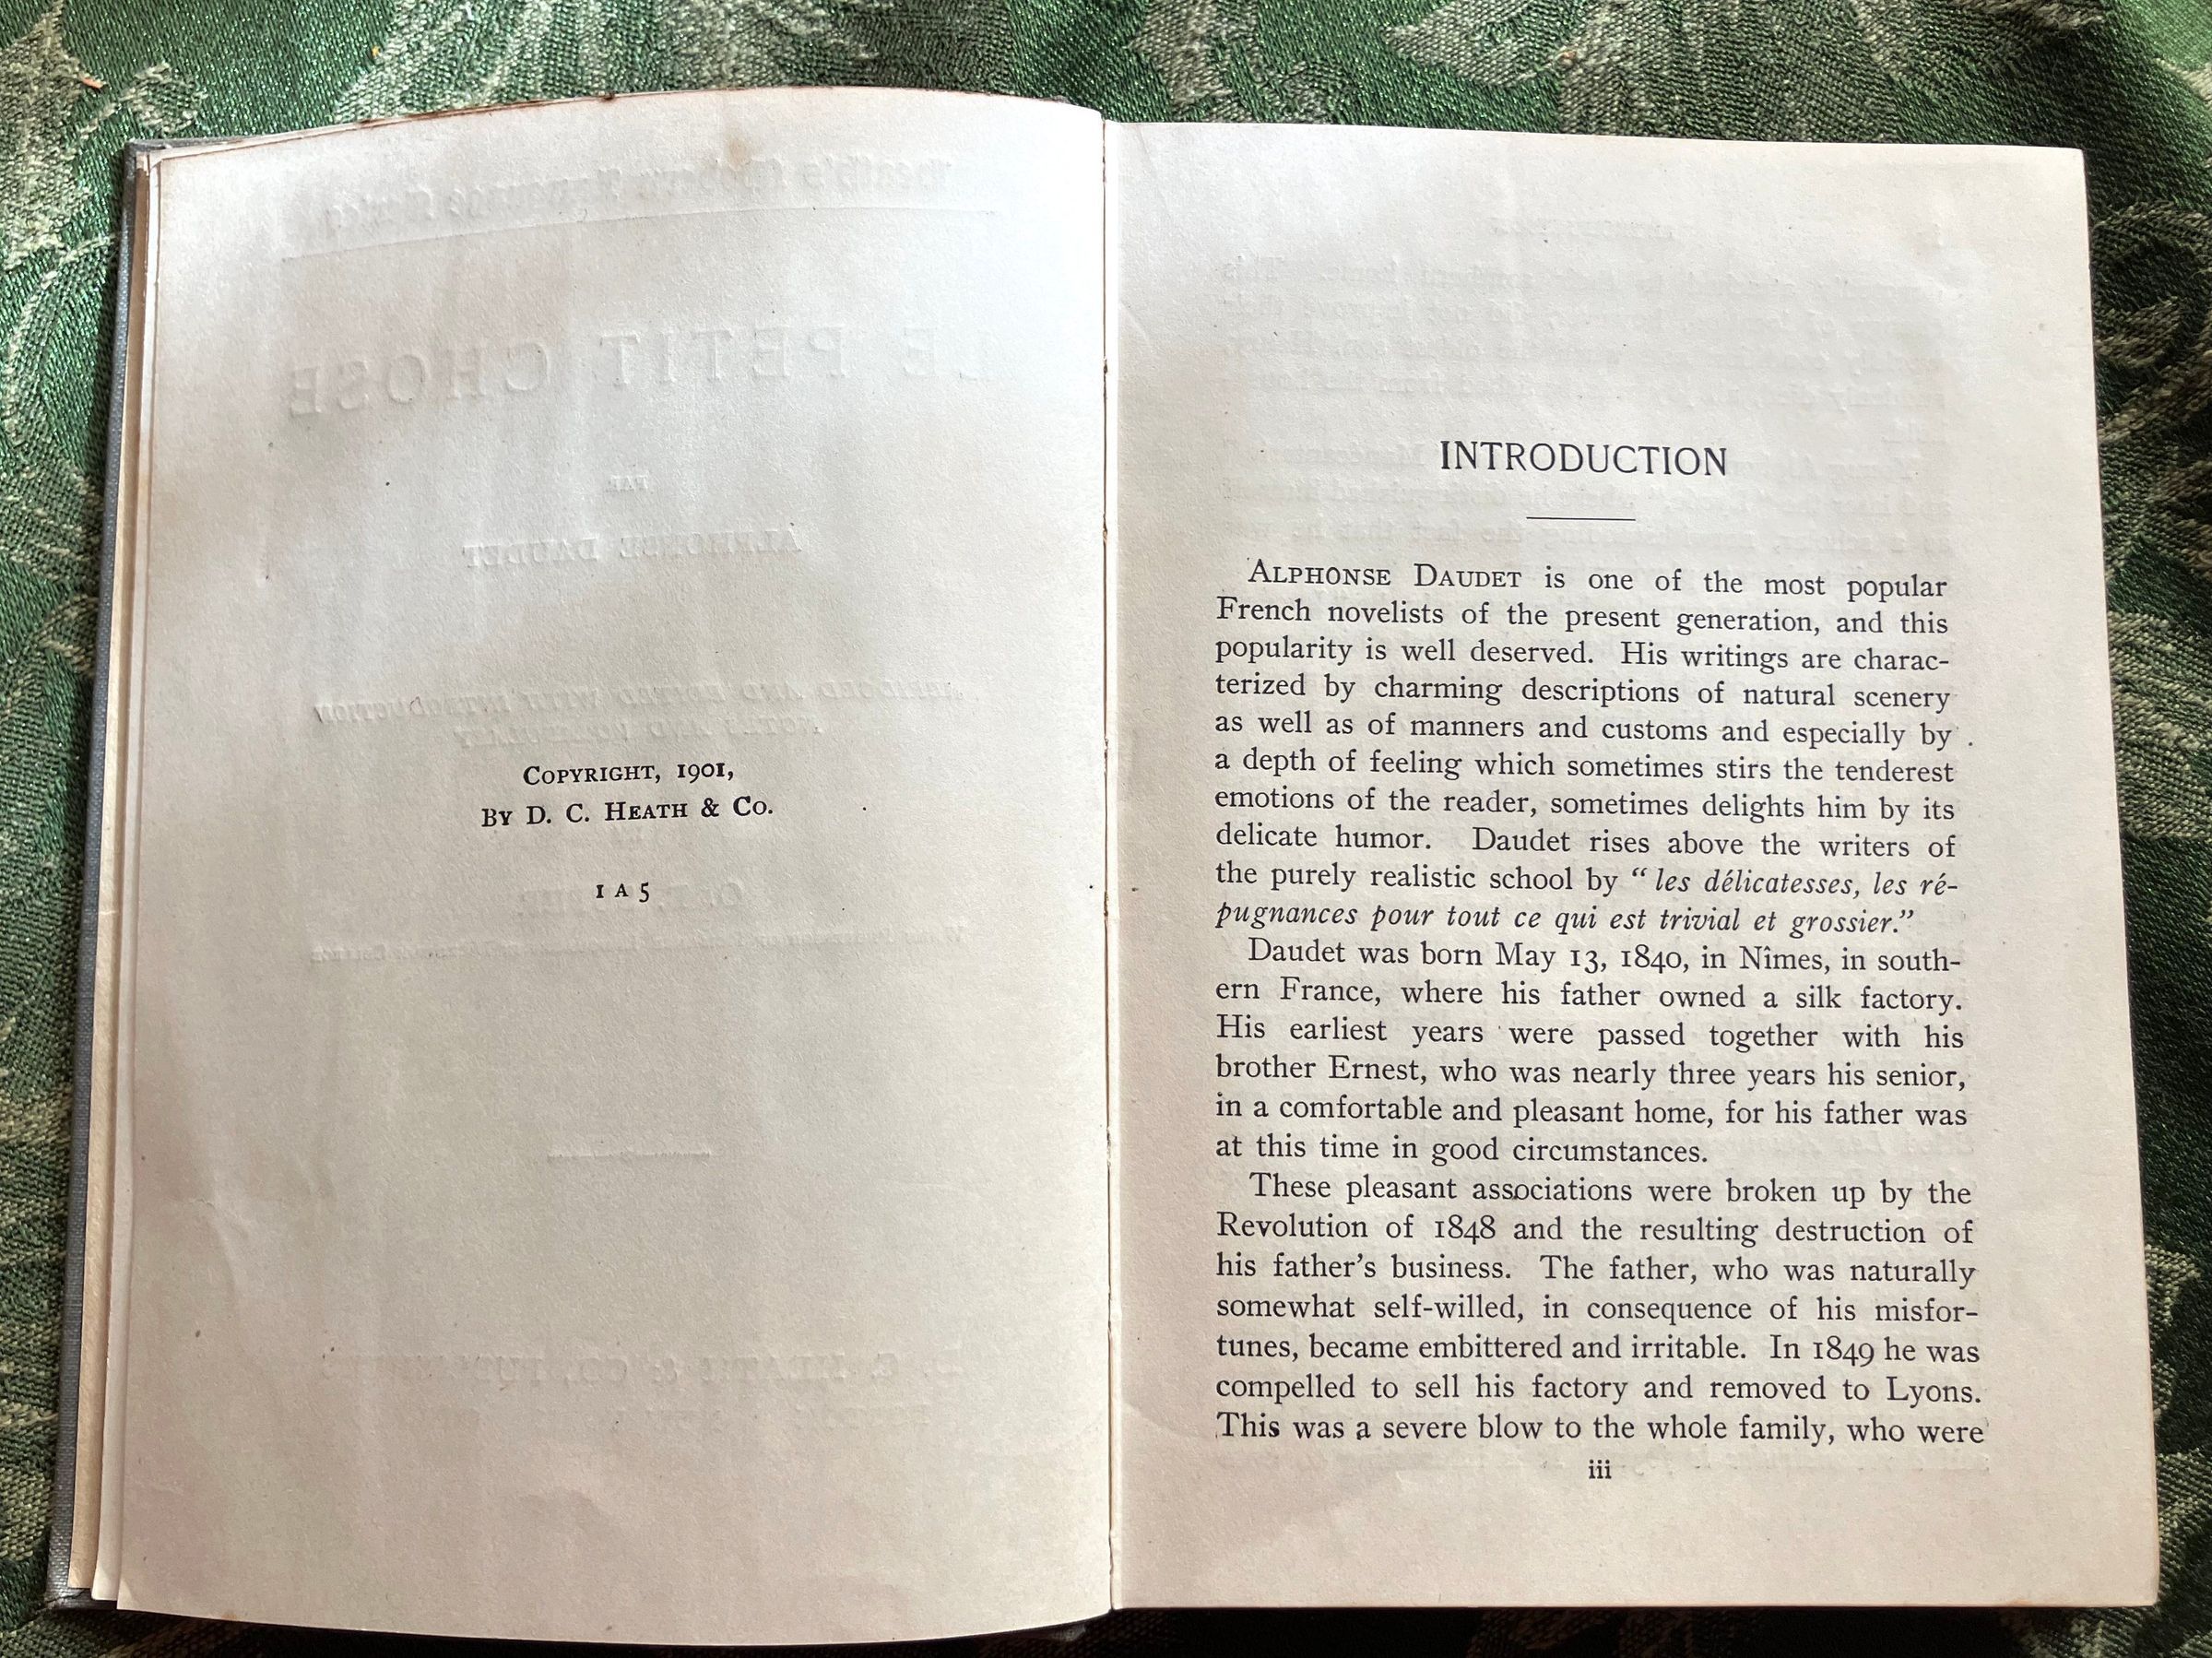 COPYRIGHT, 1901,
BY D. C. HEATH & CO.
1 A 5
INTRODUCTION
ALPHONSE DAUDET is one of the most popular
French novelists of the present generation, and this
popularity is well deserved. His writings are charac-
terized by charming descriptions of natural scenery
as well as of manners and customs and especially by
a depth of feeling which sometimes stirs the tenderest
emotions of the reader, sometimes delights him by its
delicate humor. Daudet rises above the writers of
the purely realistic school by “ les délicatesses, les ré-
pugnances pour tout ce qui est trivial et grossier.”
Daudet was born May 13, 1840, in Nîmes, in south-
ern France, where his father owned a silk factory.
His earliest years were passed together with his
brother Ernest, who was nearly three years his senior,
in a comfortable and pleasant home, for his father was
at this time in good circumstances.
These pleasant associations were broken up by the
Revolution of 1848 and the resulting destruction of
his father’s business. The father, who was naturally
somewhat self-willed, in consequence of his misfor-
tunes, became embittered and irritable. In 1849 he was
compelled to sell his factory and removed to Lyons.
This was a severe blow to the whole family, who were
iii